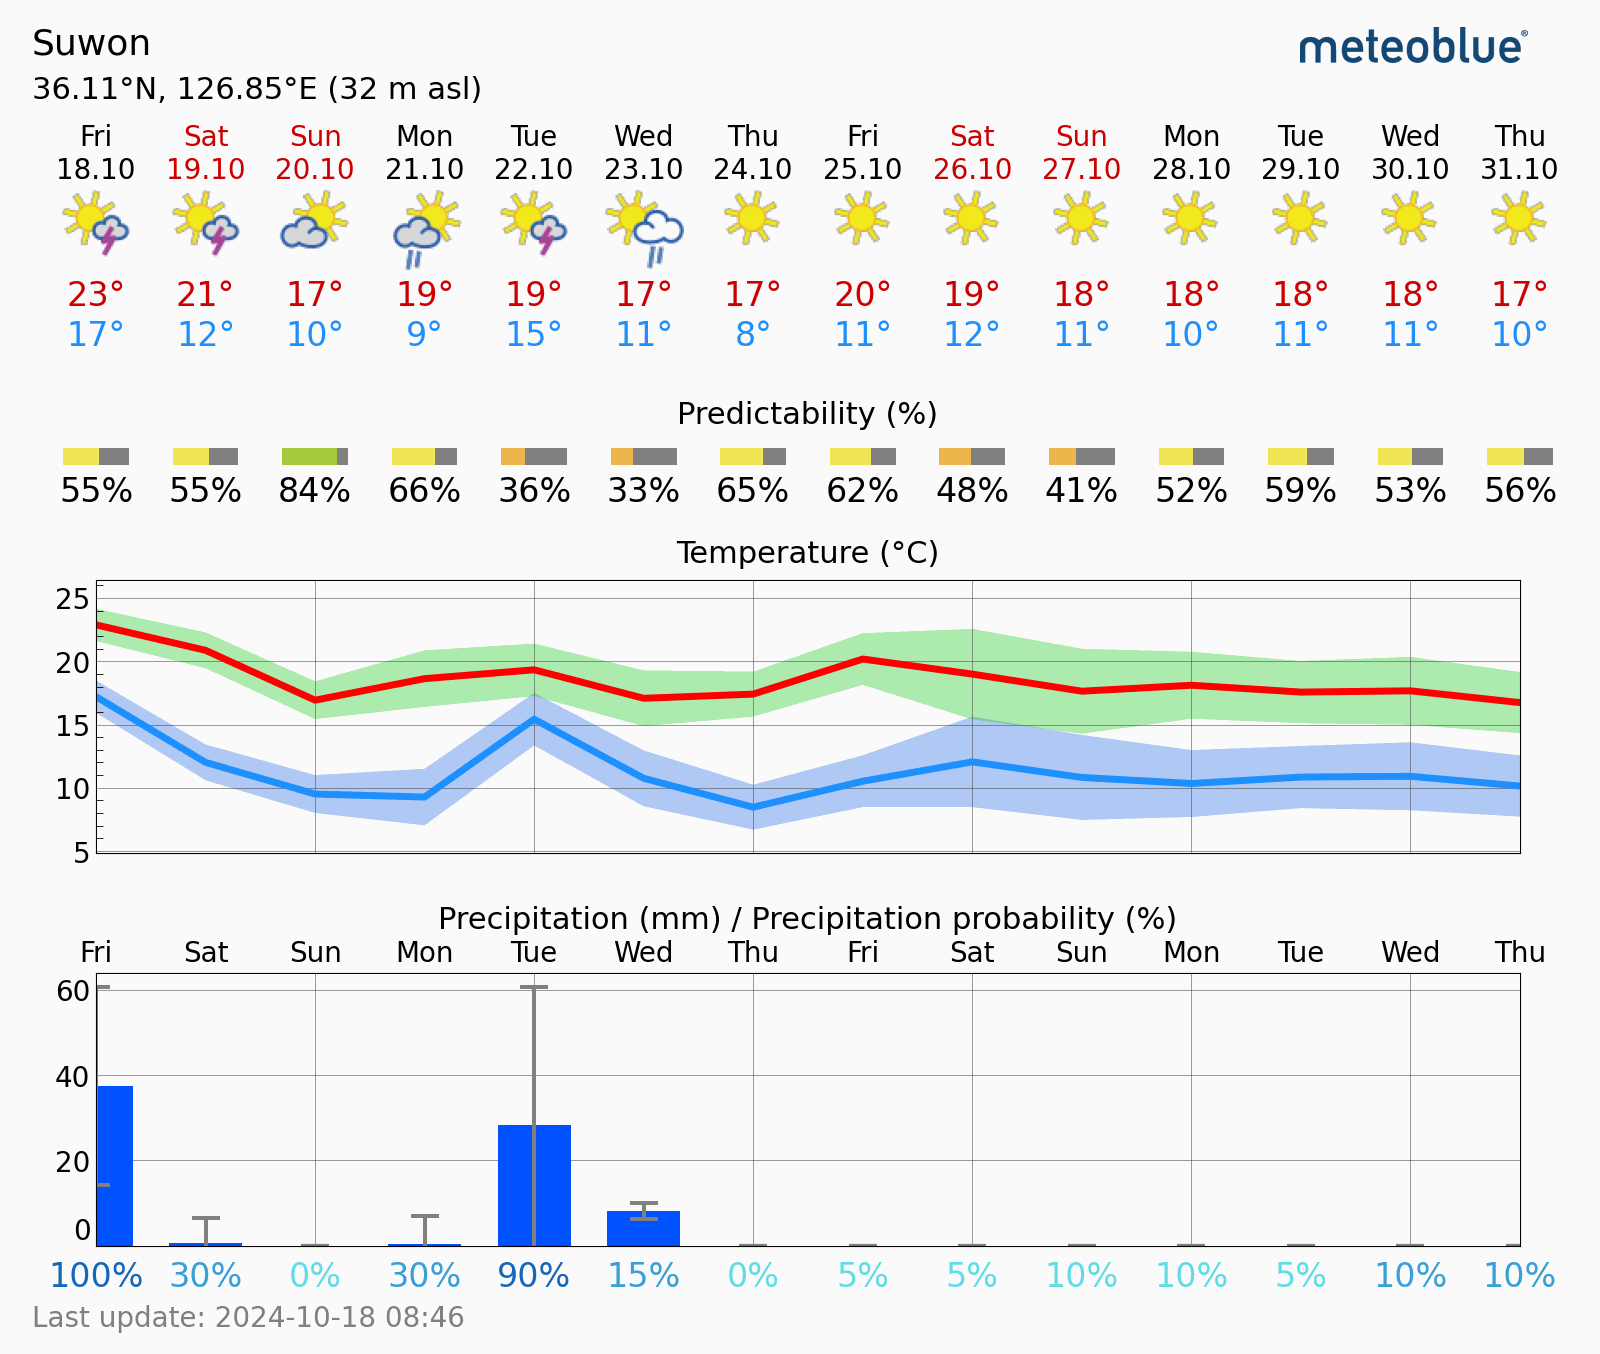 Suwon
meteoblue®
36.11°N, 126.85°E (32 m asl)
Fri Sat Sun Mon Tue Wed Thu Fri Sat Sun Mon Tue Wed Thu
18.10 19.10 20.10 21.10 22.10 23.10 24.10 25.10 26.10 27.10 28.10 29.10 30.10 31.10
23° 21° 17° 19° 19° 17° 17° 20° 19° 18° 18° 18° 18° 17°
17° 12° 10° 9° 15° 11° 8° 11° 12° 11° 10° 11° 11° 10°
Predictability (%)
55% 55% 84% 66% 36% 33% 65% 62% 48% 41% 52% 59% 53% 56%
Temperature (°C)
25
20
15
10
5
Precipitation (mm) / Precipitation probability (%)
Fri Sat Sun Mon Tue Wed Thu Fri Sat Sun Mon Tue Wed Thu
60
40
20
0
100% 30% 0% 30% 90% 15% 0% 5% 5% 10% 10% 5% 10% 10%
Last update: 2024-10-18 08:46